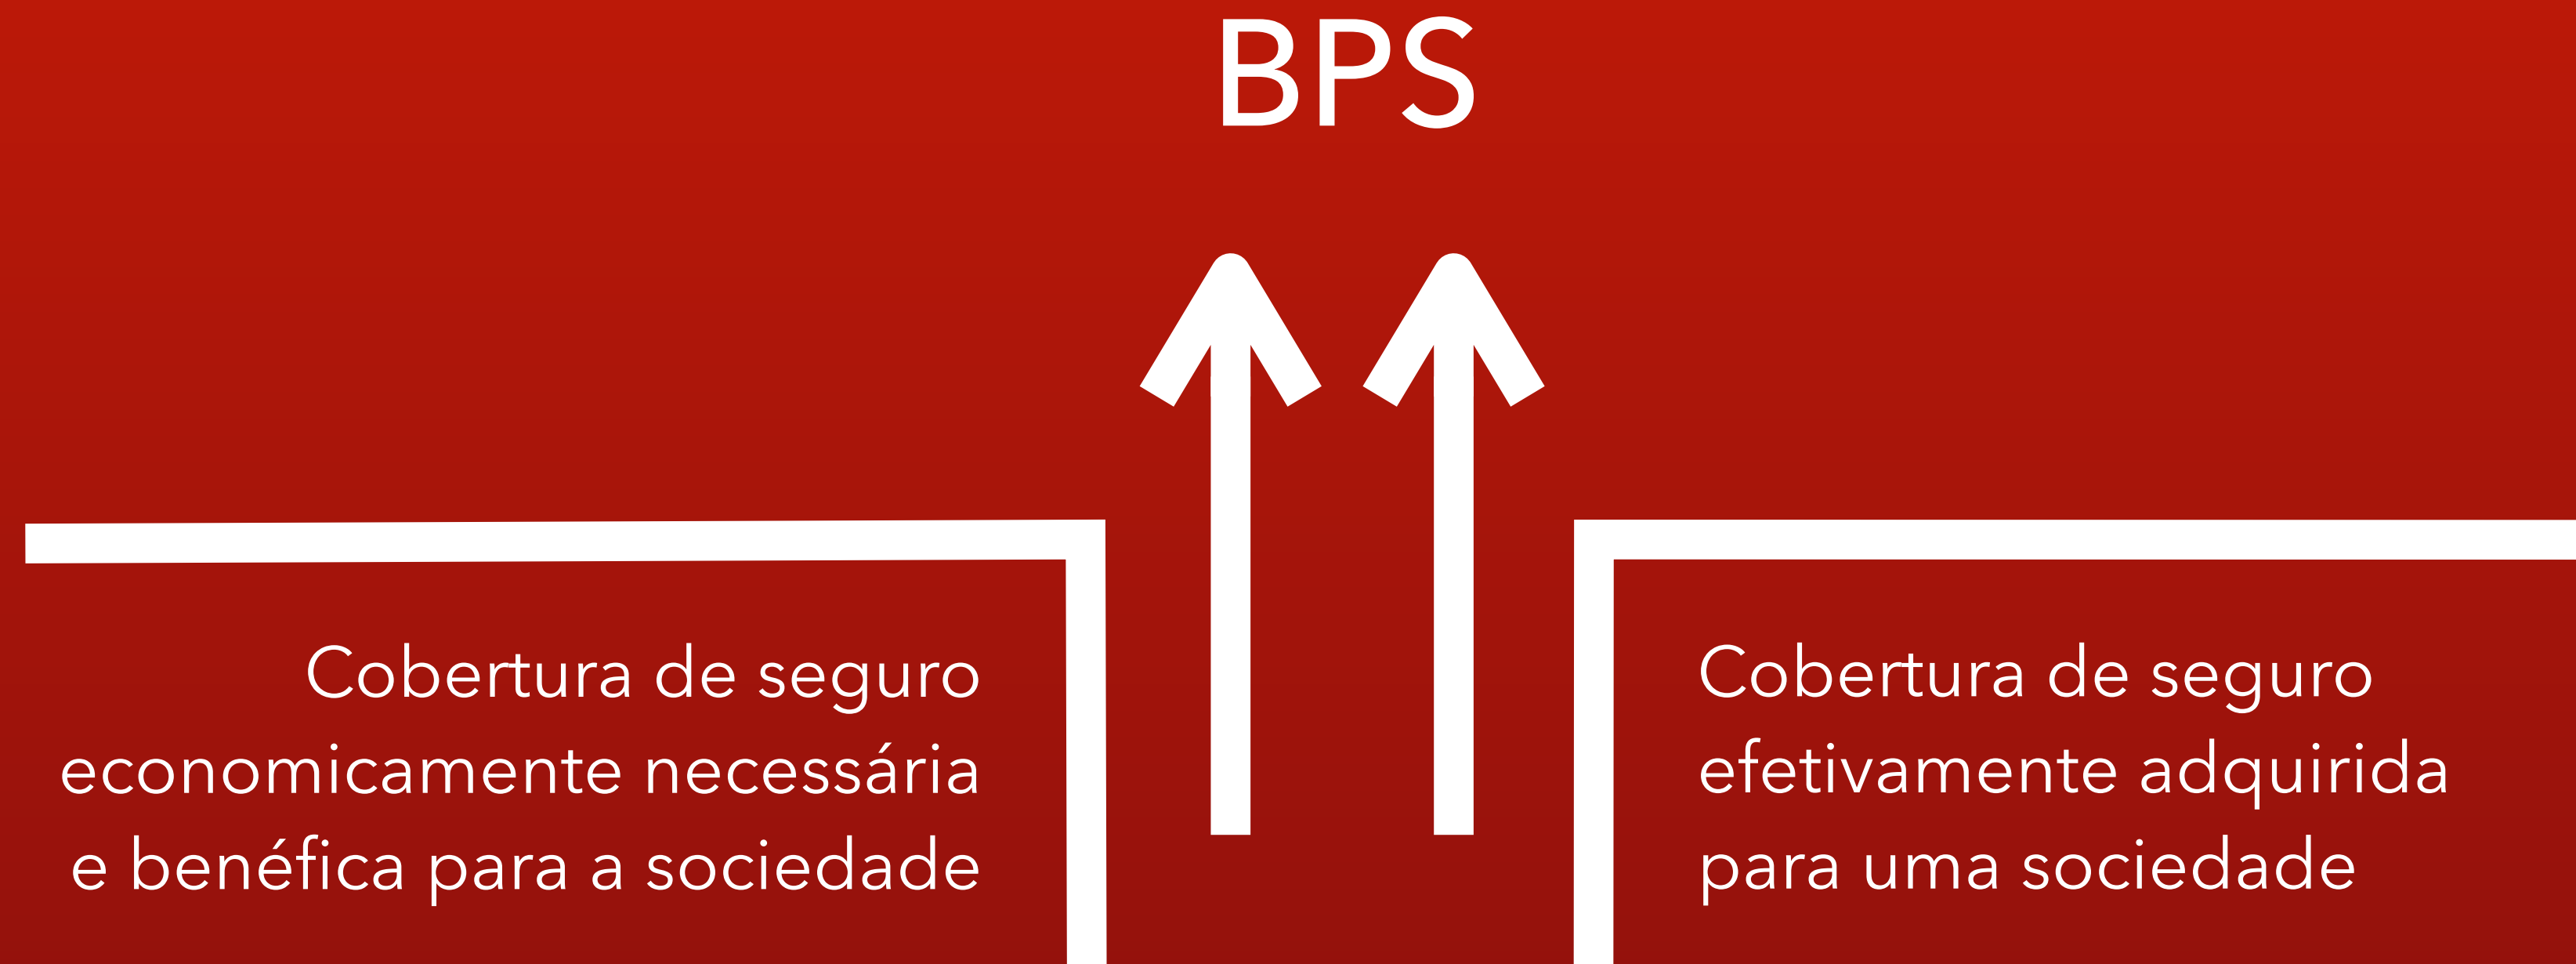 BPS
Cobertura de seguro
economicamente necessária
e benéfica para a sociedade
Cobertura de seguro
efetivamente adquirida
para uma sociedade